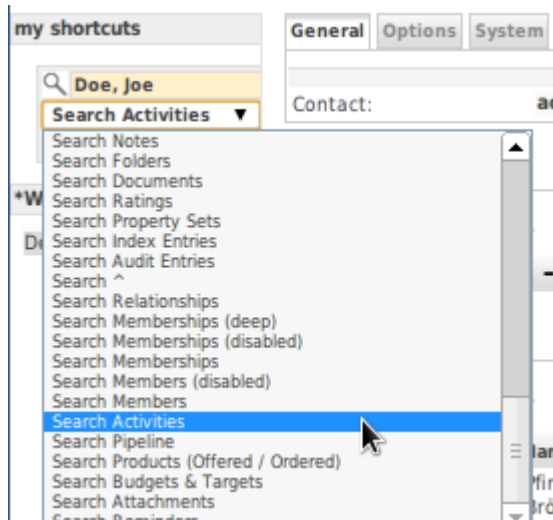 my shortcuts
General Options System
Doe, Joe
Search Activities
Contact:
Search Notes
Search Folders
Search Documents
Search Ratings
Search Property Sets
Search Index Entries
Search Audit Entries
Search ^
Search Relationships
Search Memberships (deep)
Search Memberships (disabled)
Search Memberships
Search Members (disabled)
Search Members
Search Activities
Search Pipeline
Search Products (Offered / Ordered)
Search Budgets & Targets
Search Attachments
Search Reminders